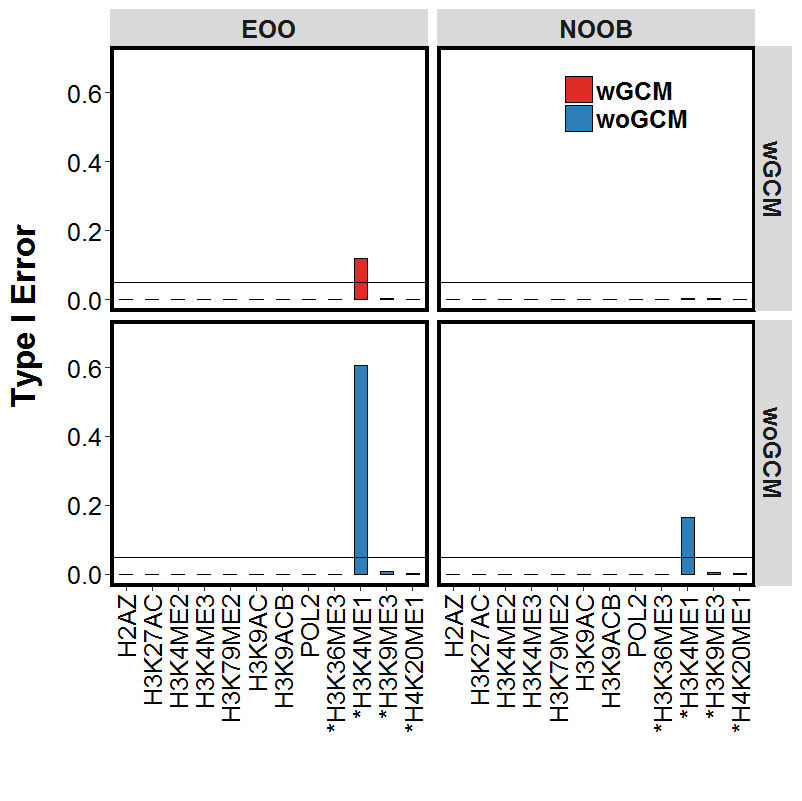 EOO
NOOB
wGCM
woGCM
wGCM
woGCM
Type I Error
0.6
0.4
0.2
0.0
0.6
0.4
0.2
0.0
H2AZ
H3K27AC
H3K4ME2
H3K4ME3
H3K79ME2
H3K9AC
H3K9ACB
POL2
*H3K36ME3
*H3K4ME1
*H3K9ME3
*H4K20ME1
H2AZ
H3K27AC
H3K4ME2
H3K4ME3
H3K79ME2
H3K9AC
H3K9ACB
POL2
*H3K36ME3
*H3K4ME1
*H3K9ME3
*H4K20ME1